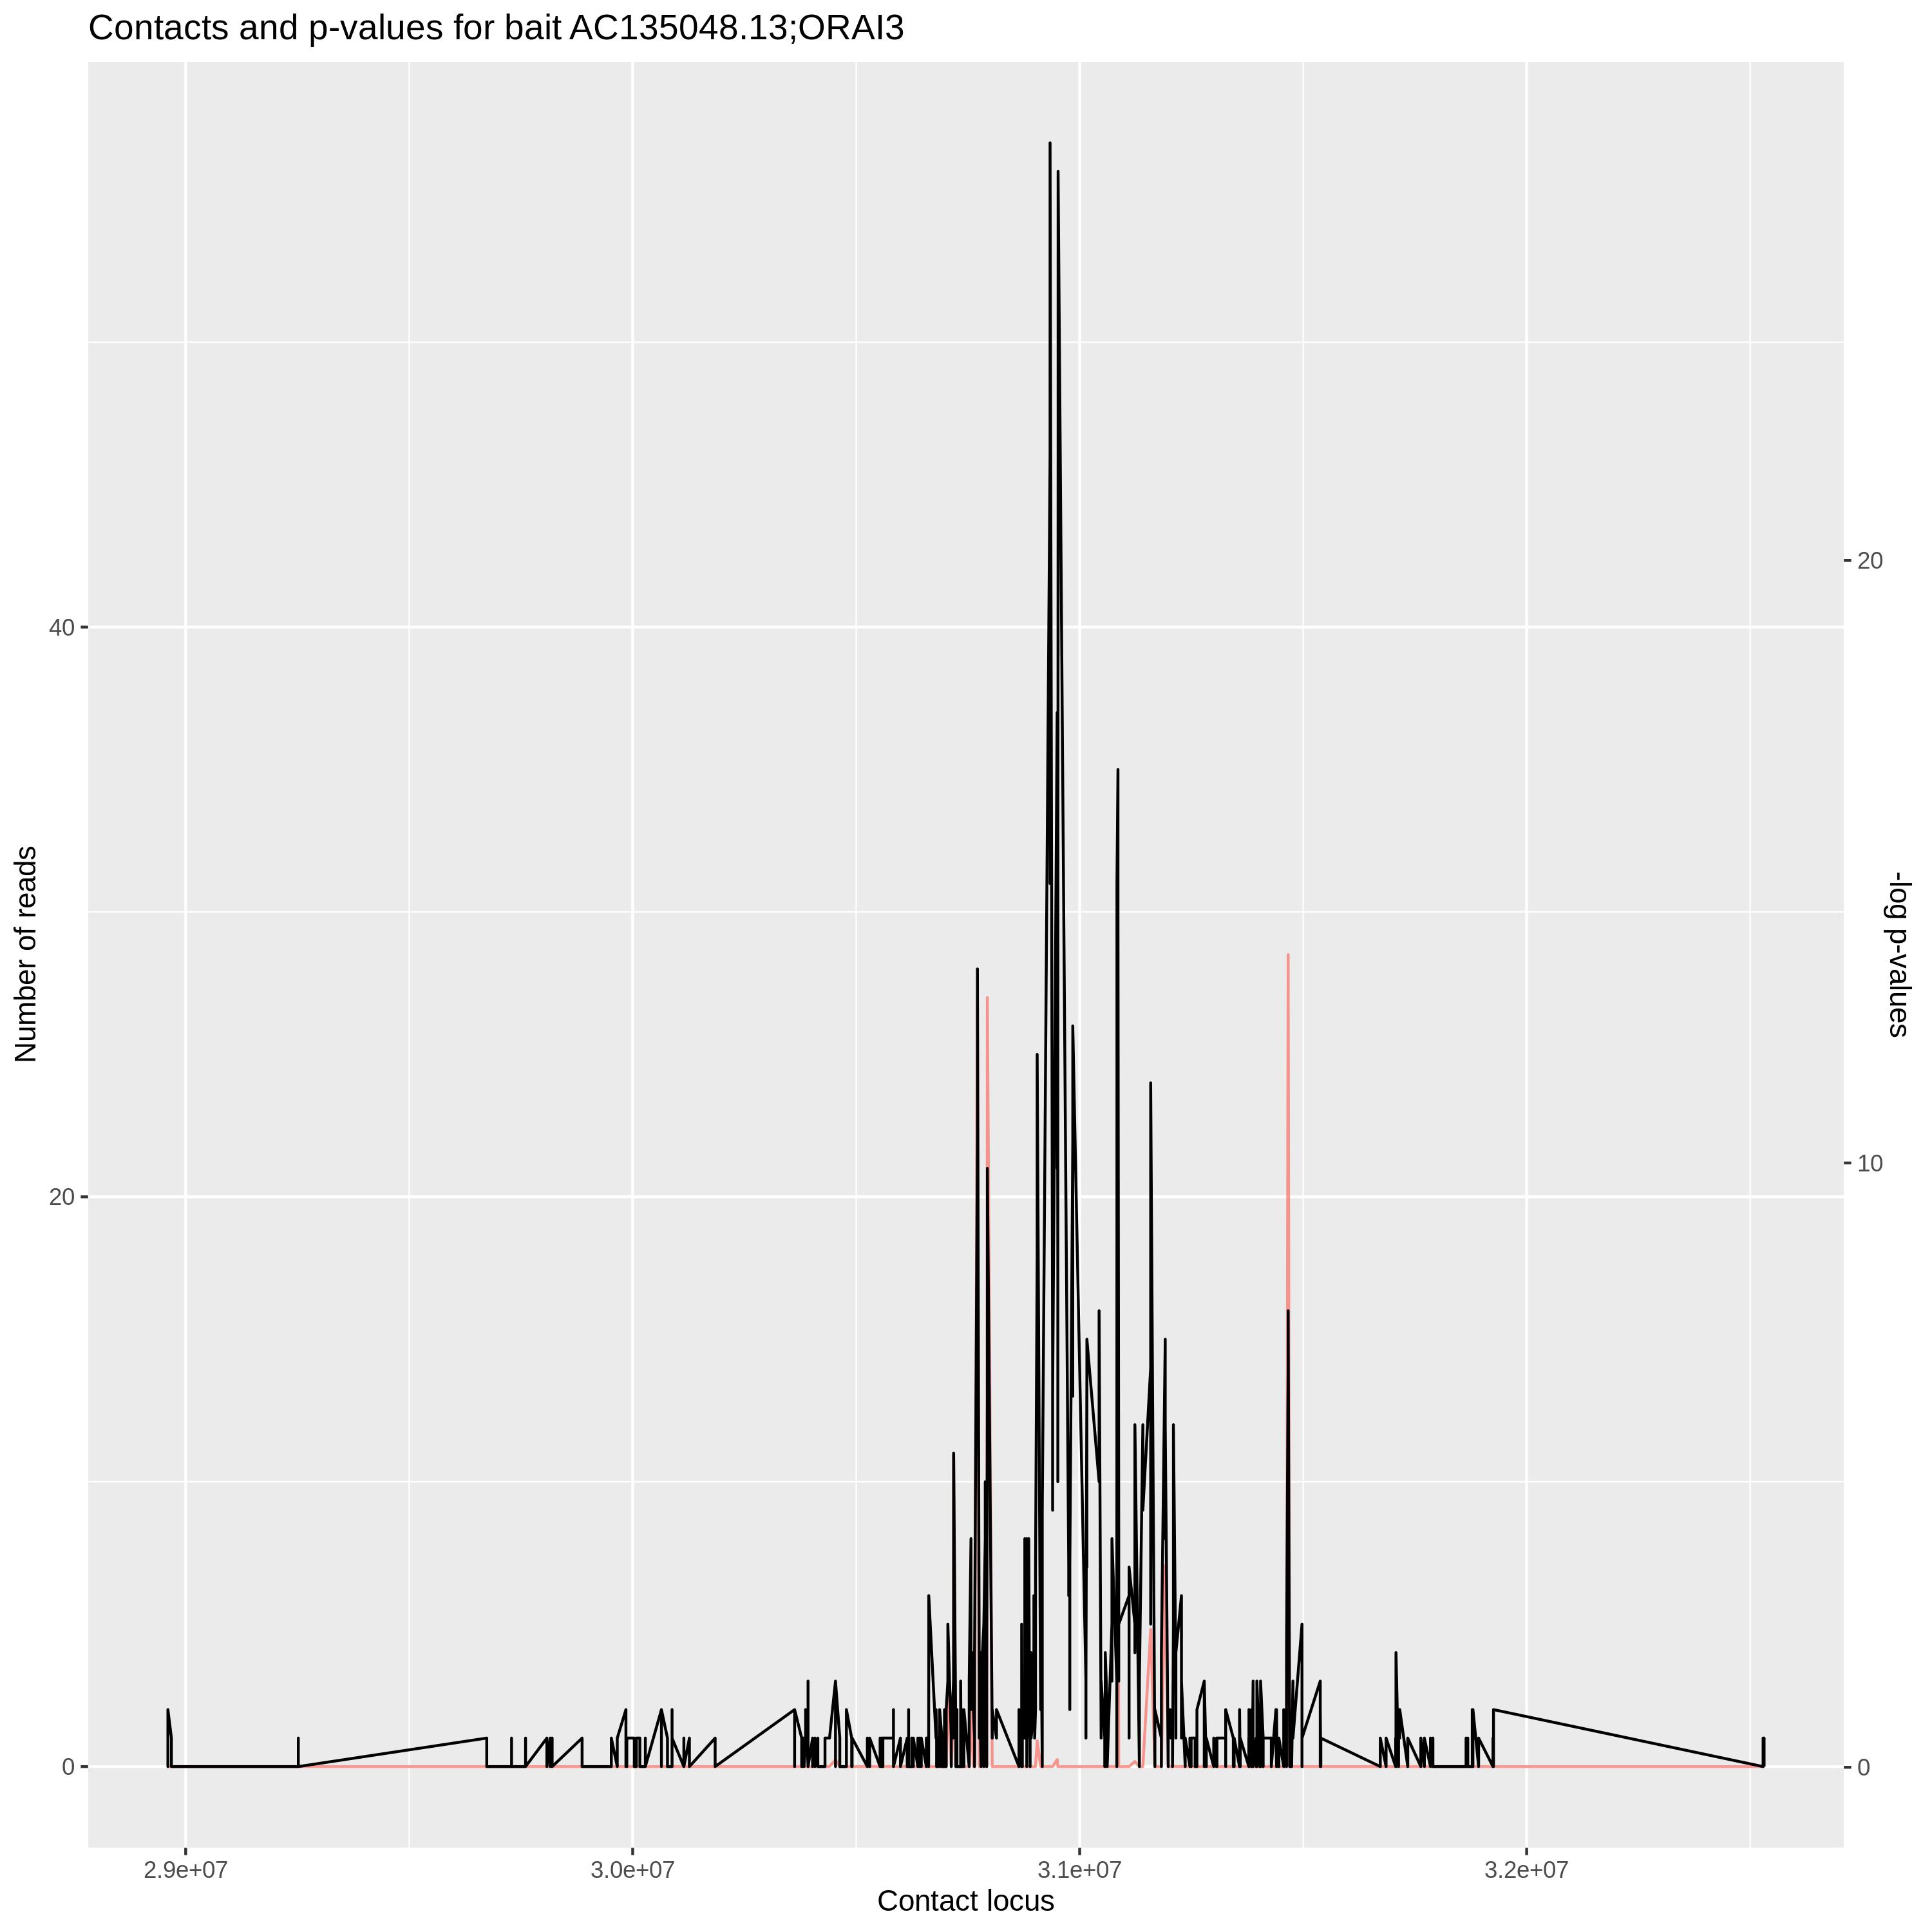 Contacts and p-values for bait AC135048.13;ORAI3
Number of reads
40
20
0
20
10
0
-log p-values
2.9e+07
3.0e+07
3.1e+07
3.2e+07
Contact locus